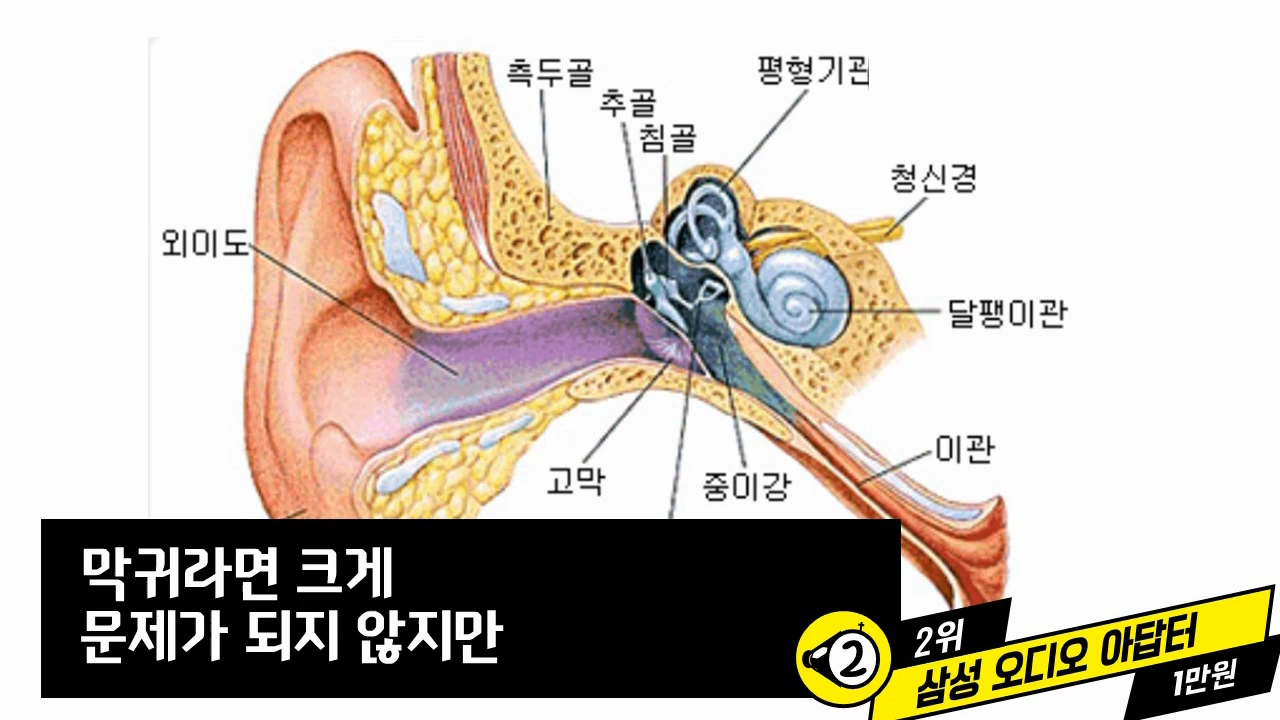 측두골
평형기관
추골
침골
청신경
외이도
달팽이관
이관
고막
중이강
막귀라면 크게
문제가 되지 않지만
2
2위
삼성 오디오 아답터
1만원